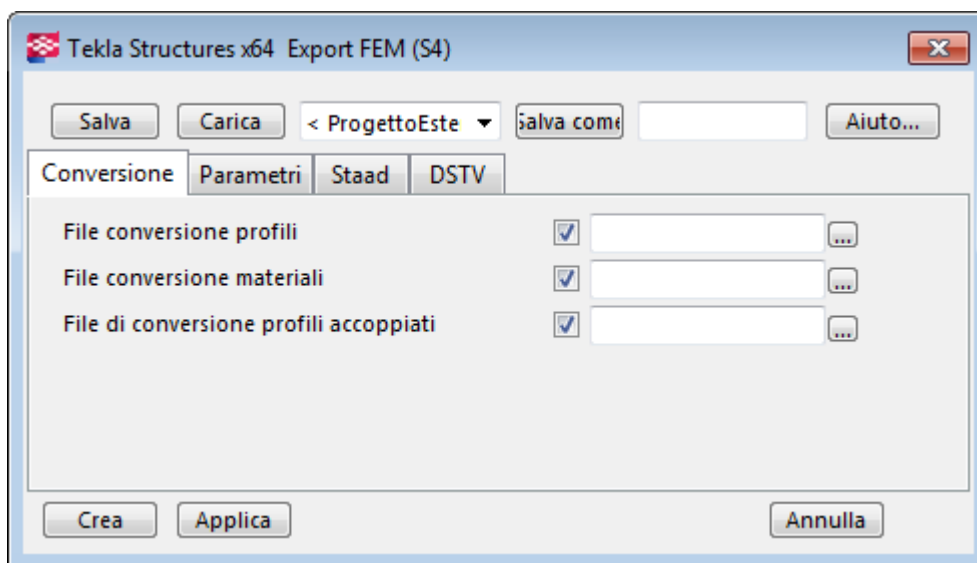 Tekla Structures x64 Export FEM (S4)
Salva Carica < ProgettoEste Salva come Aiuto...
Conversione Parametri Staad DSTV
File conversione profili ...
File conversione materiali ...
File di conversione profili accoppiati ...
Crea Applica Annulla